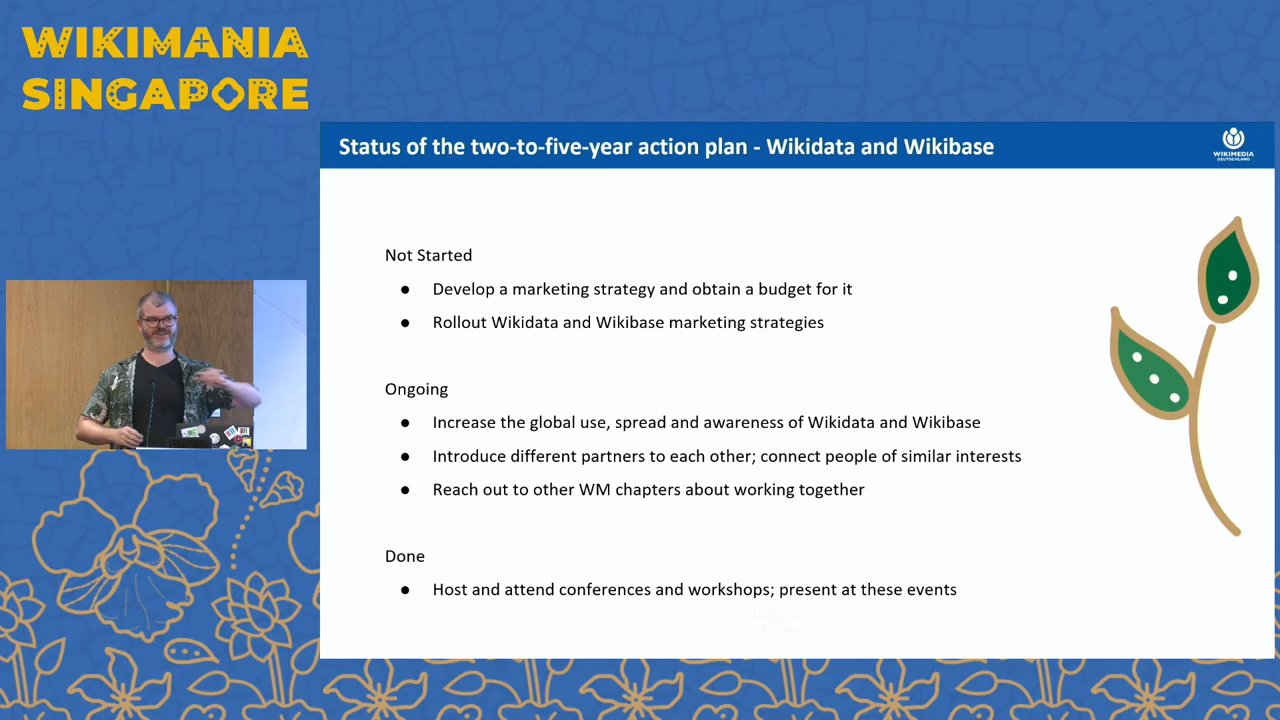 WIKIMANIA
SINGAPORE
Status of the two-to-five-year action plan - Wikidata and Wikibase
WIKIMEDIA
DEUTSCHLAND
Not Started
● Develop a marketing strategy and obtain a budget for it
● Rollout Wikidata and Wikibase marketing strategies
Ongoing
● Increase the global use, spread and awareness of Wikidata and Wikibase
● Introduce different partners to each other; connect people of similar interests
● Reach out to other WM chapters about working together
Done
● Host and attend conferences and workshops; present at these events